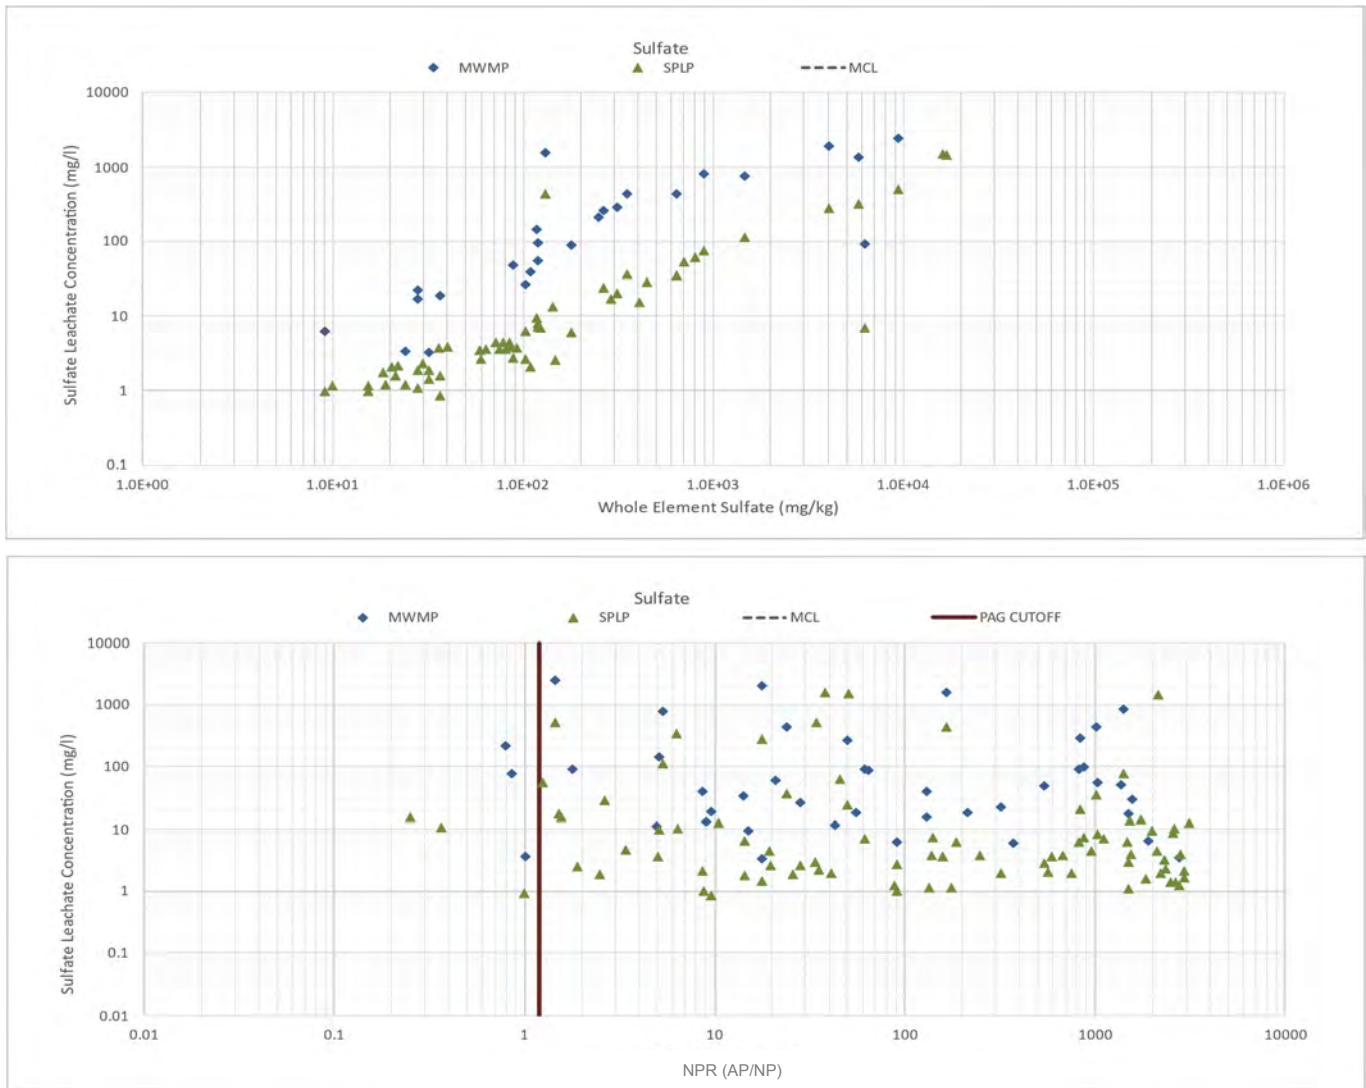 Sulfate
MWMP SPLP MCL
Sulfate Leachate Concentration (mg/l)
10000
1000
100
10
1
0.1
1.0E+00 1.0E+01 1.0E+02 1.0E+03 1.0E+04 1.0E+05 1.0E+06
Whole Element Sulfate (mg/kg)
Sulfate
MWMP SPLP MCL PAG CUTOFF
Sulfate Leachate Concentration (mg/l)
10000
1000
100
10
1
0.1
0.01
0.01 0.1 1 10 100 1000 10000
NPR (AP/NP)